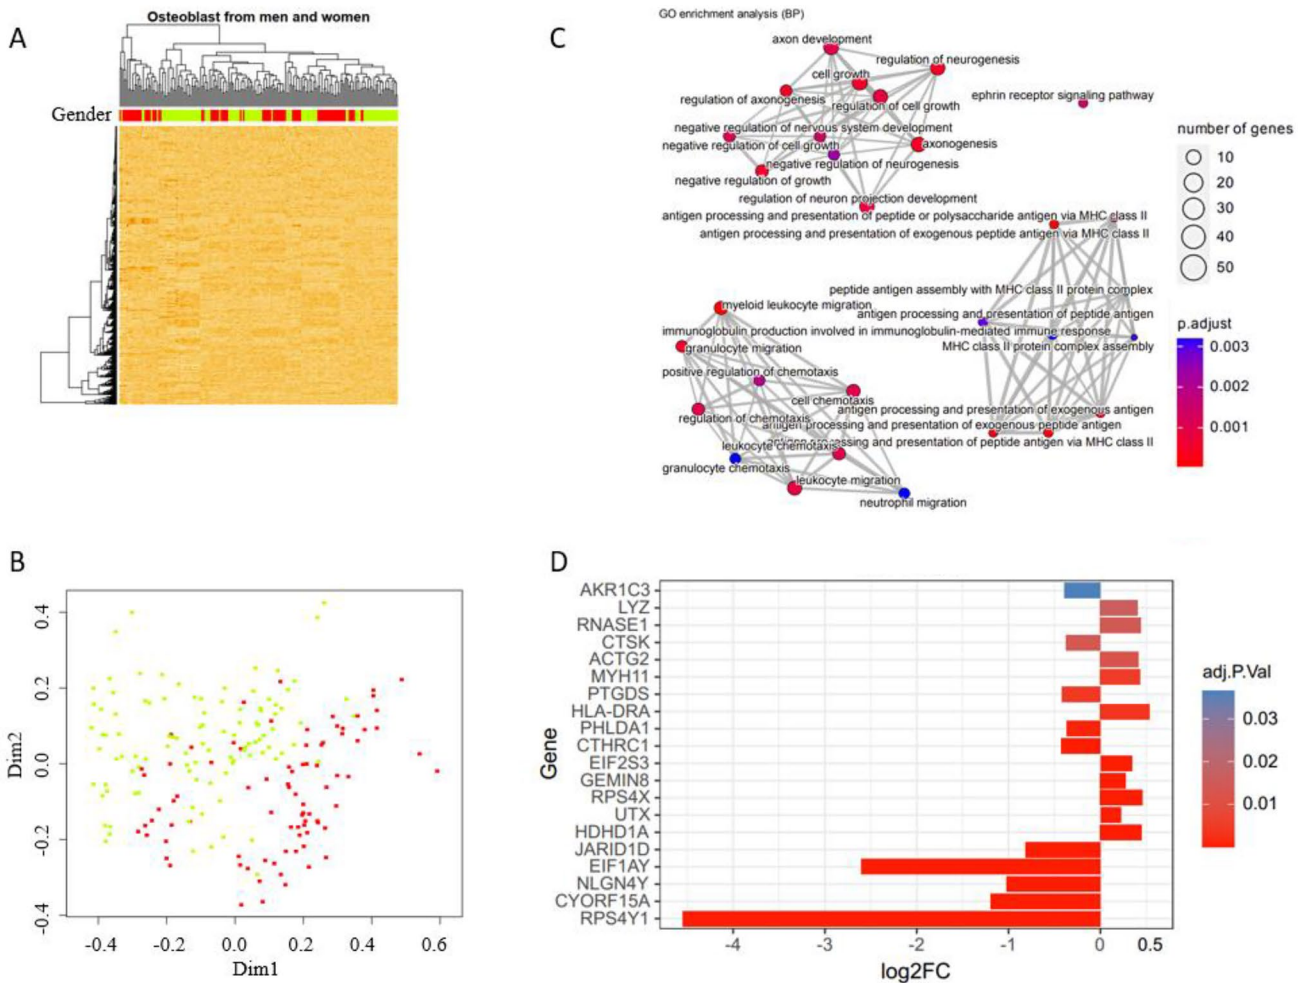 A
Osteoblast from men and women
Gender
C
GO enrichment analysis (BP)
axon development
regulation of neurogenesis
cell growth
regulation of axonogenesis
regulation of cell growth
ephrin receptor signaling pathway
negative regulation of nervous system development
negative regulation of cell growth
axonogenesis
negative regulation of neurogenesis
negative regulation of growth
regulation of neuron projection development
antigen processing and presentation of peptide or polysaccharide antigen via MHC class II
antigen processing and presentation of exogenous peptide antigen via MHC class II
peptide antigen assembly with MHC class II protein complex
myeloid leukocyte migration
antigen processing and presentation of peptide antigen
immunoglobulin production involved in immunoglobulin-mediated immune response
granulocyte migration
MHC class II protein complex assembly
positive regulation of chemotaxis
cell chemotaxis
antigen processing and presentation of exogenous antigen
regulation of chemotaxis
antigen processing and presentation of exogenous peptide antigen
leukocyte chemotaxis
antigen processing and presentation of peptide antigen via MHC class II
granulocyte chemotaxis
leukocyte migration
neutrophil migration
number of genes
10
20
30
40
50
p.adjust
0.003
0.002
0.001
B
0.4
0.2
0.0
-0.2
-0.4
Dim2
-0.4 -0.2 0.0 0.2 0.4 0.6
Dim1
D
AKR1C3
LYZ
RNASE1
CTSK
ACTG2
MYH11
PTGDS
HLA-DRA
PHLDA1
CTHRC1
EIF2S3
GEMIN8
RPS4X
UTX
HDHD1A
JARID1D
EIF1AY
NLGN4Y
CYORF15A
RPS4Y1
Gene
-4 -3 -2 -1 0 0.5
log2FC
adj.P.Val
0.03
0.02
0.01